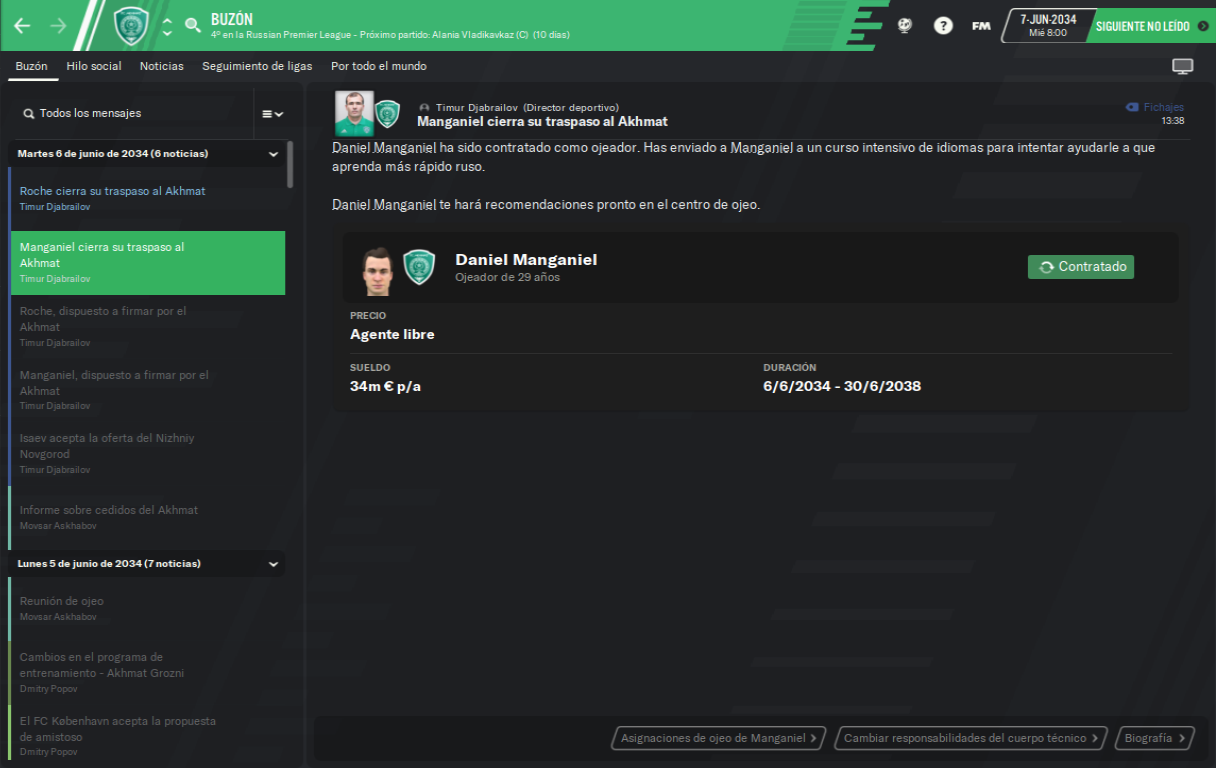 BUZÓN
4º en la Russian Premier League - Próximo partido: Alania Vladikavkaz (C) (10 días)
FM
7-JUN-2034
Mié 8:00
SIGUIENTE NO LEÍDO
Buzón Hilo social Noticias Seguimiento de ligas Por todo el mundo
Todos los mensajes
Martes 6 de junio de 2034 (6 noticias)
Roche cierra su traspaso al Akhmat
Timur Djabrailov
Manganiel cierra su traspaso al
Akhmat
Timur Djabrailov
Roche, dispuesto a firmar por el
Akhmat
Timur Djabrailov
Manganiel, dispuesto a firmar por el
Akhmat
Timur Djabrailov
Isaev acepta la oferta del Nizhniy
Novgorod
Timur Djabrailov
Informe sobre cedidos del Akhmat
Movsar Askhabov
Lunes 5 de junio de 2034 (7 noticias)
Reunión de ojeo
Movsar Askhabov
Cambios en el programa de
entrenamiento - Akhmat Grozni
Dmitry Popov
El FC København acepta la propuesta
de amistoso
Dmitry Popov
Timur Djabrailov (Director deportivo)
Manganiel cierra su traspaso al Akhmat
Fichajes
13:38
Daniel Manganiel ha sido contratado como ojeador. Has enviado a Manganiel a un curso intensivo de idiomas para intentar ayudarle a que
aprenda más rápido ruso.
Daniel Manganiel te hará recomendaciones pronto en el centro de ojeo.
Daniel Manganiel
Ojeador de 29 años
Contratado
PRECIO
Agente libre
SUELDO
34m € p/a
DURACIÓN
6/6/2034 - 30/6/2038
Asignaciones de ojeo de Manganiel
Cambiar responsabilidades del cuerpo técnico
Biografía